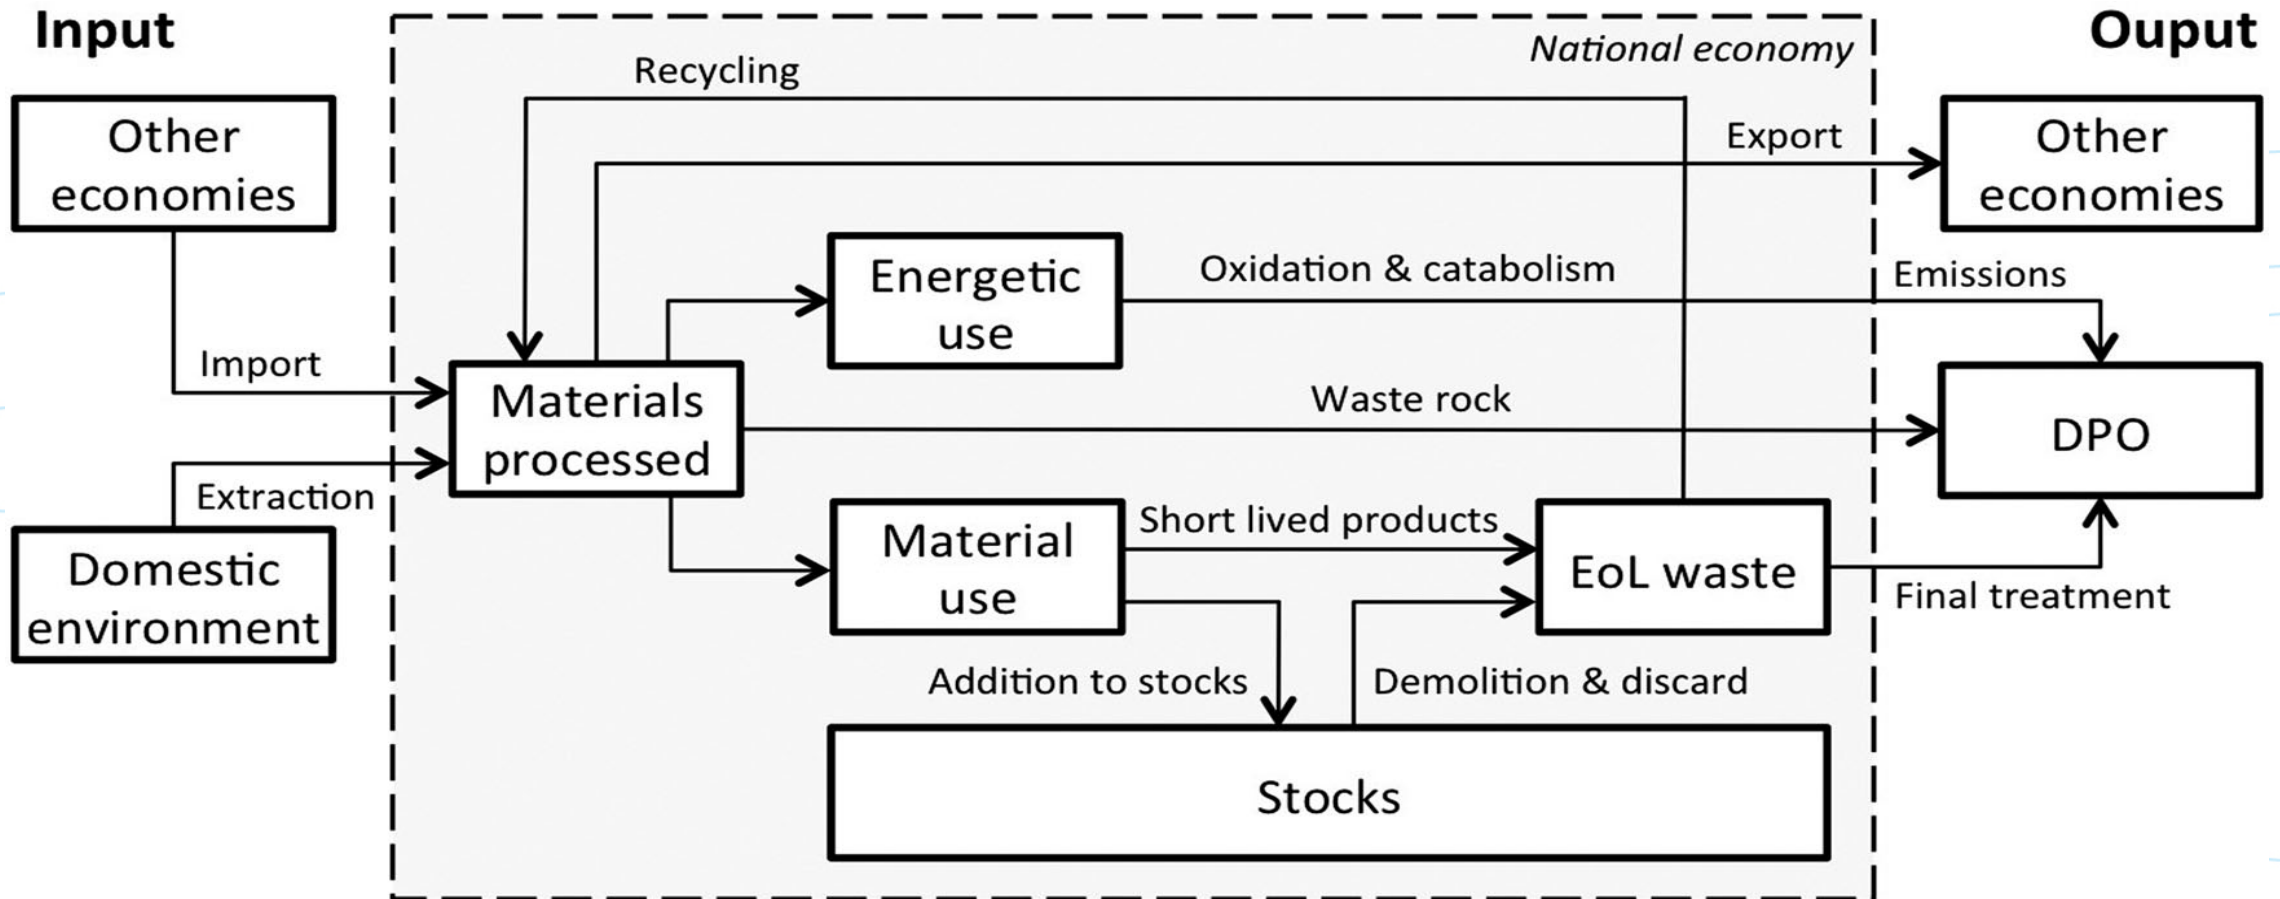 Input
Ouput
National economy
Recycling
Other
economies
Export
Other
economies
Energetic
use
Oxidation & catabolism
Emissions
Import
Materials
processed
Waste rock
DPO
Extraction
Domestic
environment
Material
use
Short lived products
EoL waste
Final treatment
Addition to stocks
Demolition & discard
Stocks